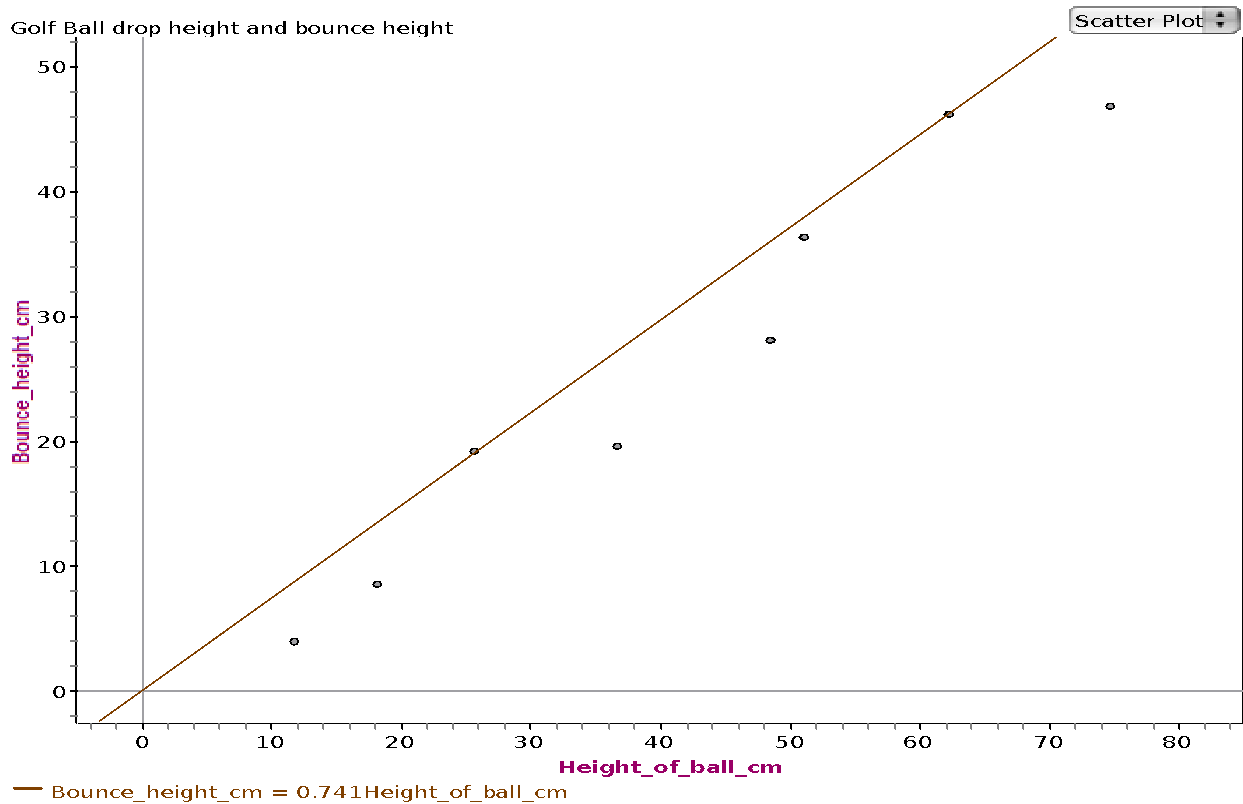 Golf Ball drop height and bounce height
Scatter Plot
50
40
30
20
10
0
Bounce_height_cm
0 10 20 30 40 50 60 70 80
Height_of_ball_cm
Bounce_height_cm = 0.741Height_of_ball_cm